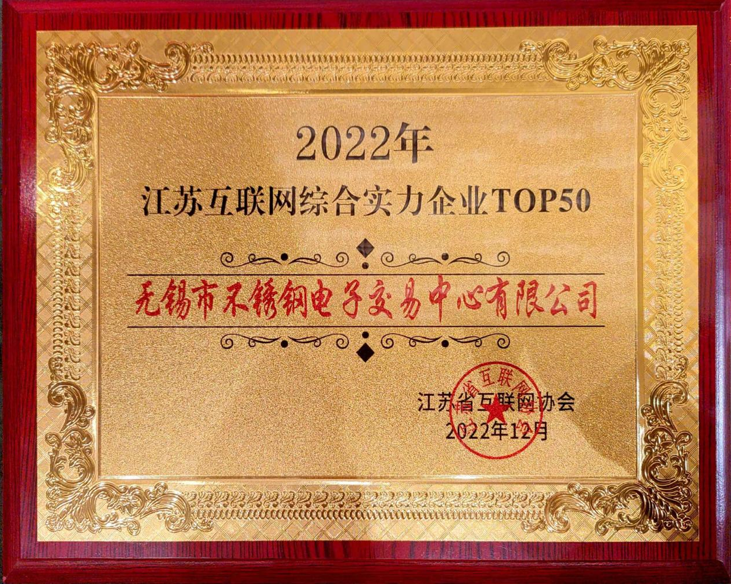 2022年
江苏互联网综合实力企业TOP50
无锡市不锈钢电子交易中心有限公司
江苏省互联网协会
2022年12月